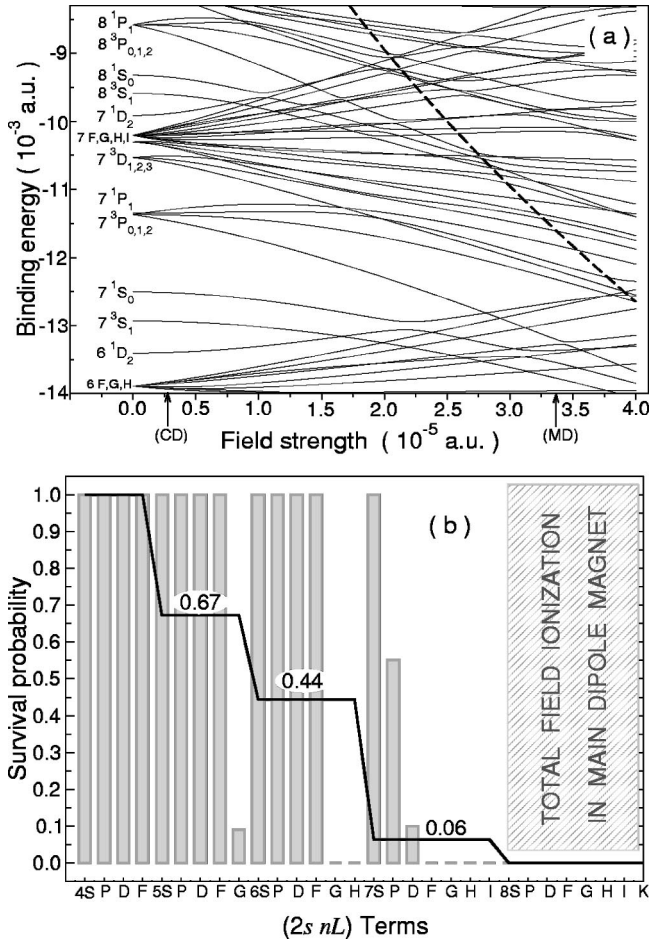 (a)
8 ¹P₁
8 ³P₀,₁,₂
8 ¹S₀
8 ³S₁
7 ¹D₂
7 F,G,H,I
7 ³D₁,₂,₃
7 ¹P₁
7 ³P₀,₁,₂
7 ¹S₀
7 ³S₁
6 ¹D₂
6 F,G,H
-9
-10
-11
-12
-13
-14
Binding energy ( 10⁻³ a.u. )
0.0 0.5 1.0 1.5 2.0 2.5 3.0 3.5 4.0
(CD) Field strength ( 10⁻⁵ a.u. ) (MD)
(b)
1.0
0.9
0.8
0.7
0.6
0.5
0.4
0.3
0.2
0.1
0.0
Survival probability
0.67
0.44
0.06
TOTAL FIELD IONIZATION
IN MAIN DIPOLE MAGNET
4S P D F 5S P D F G 6S P D F G H 7S P D F G H I 8S P D F G H I K
(2s nL) Terms